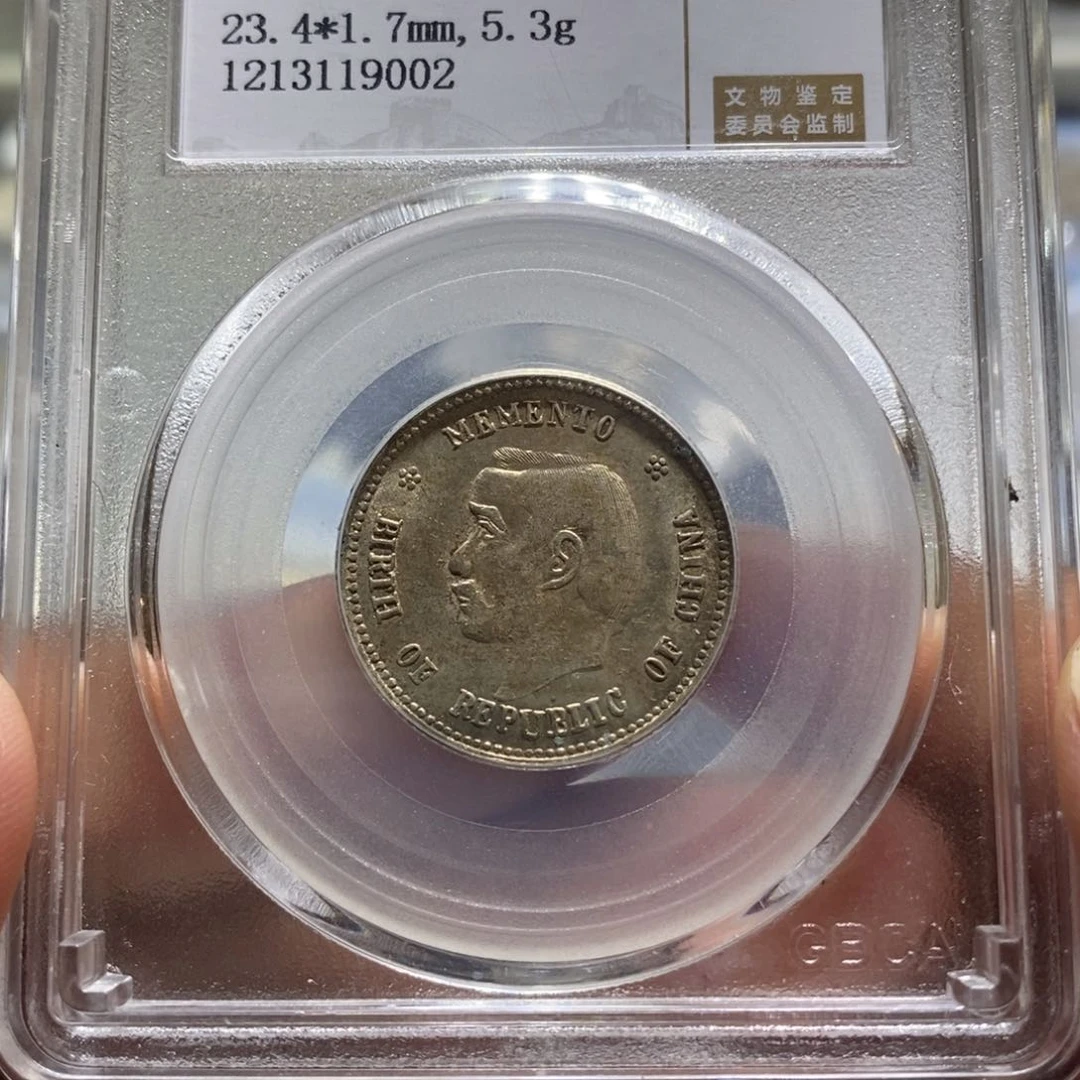 23.4*1.7mm, 5.3g
1213119002
文物鉴定
委员会监制
MEMENTO
BIRTH OF REPUBLIC OF CHINA
GBCA